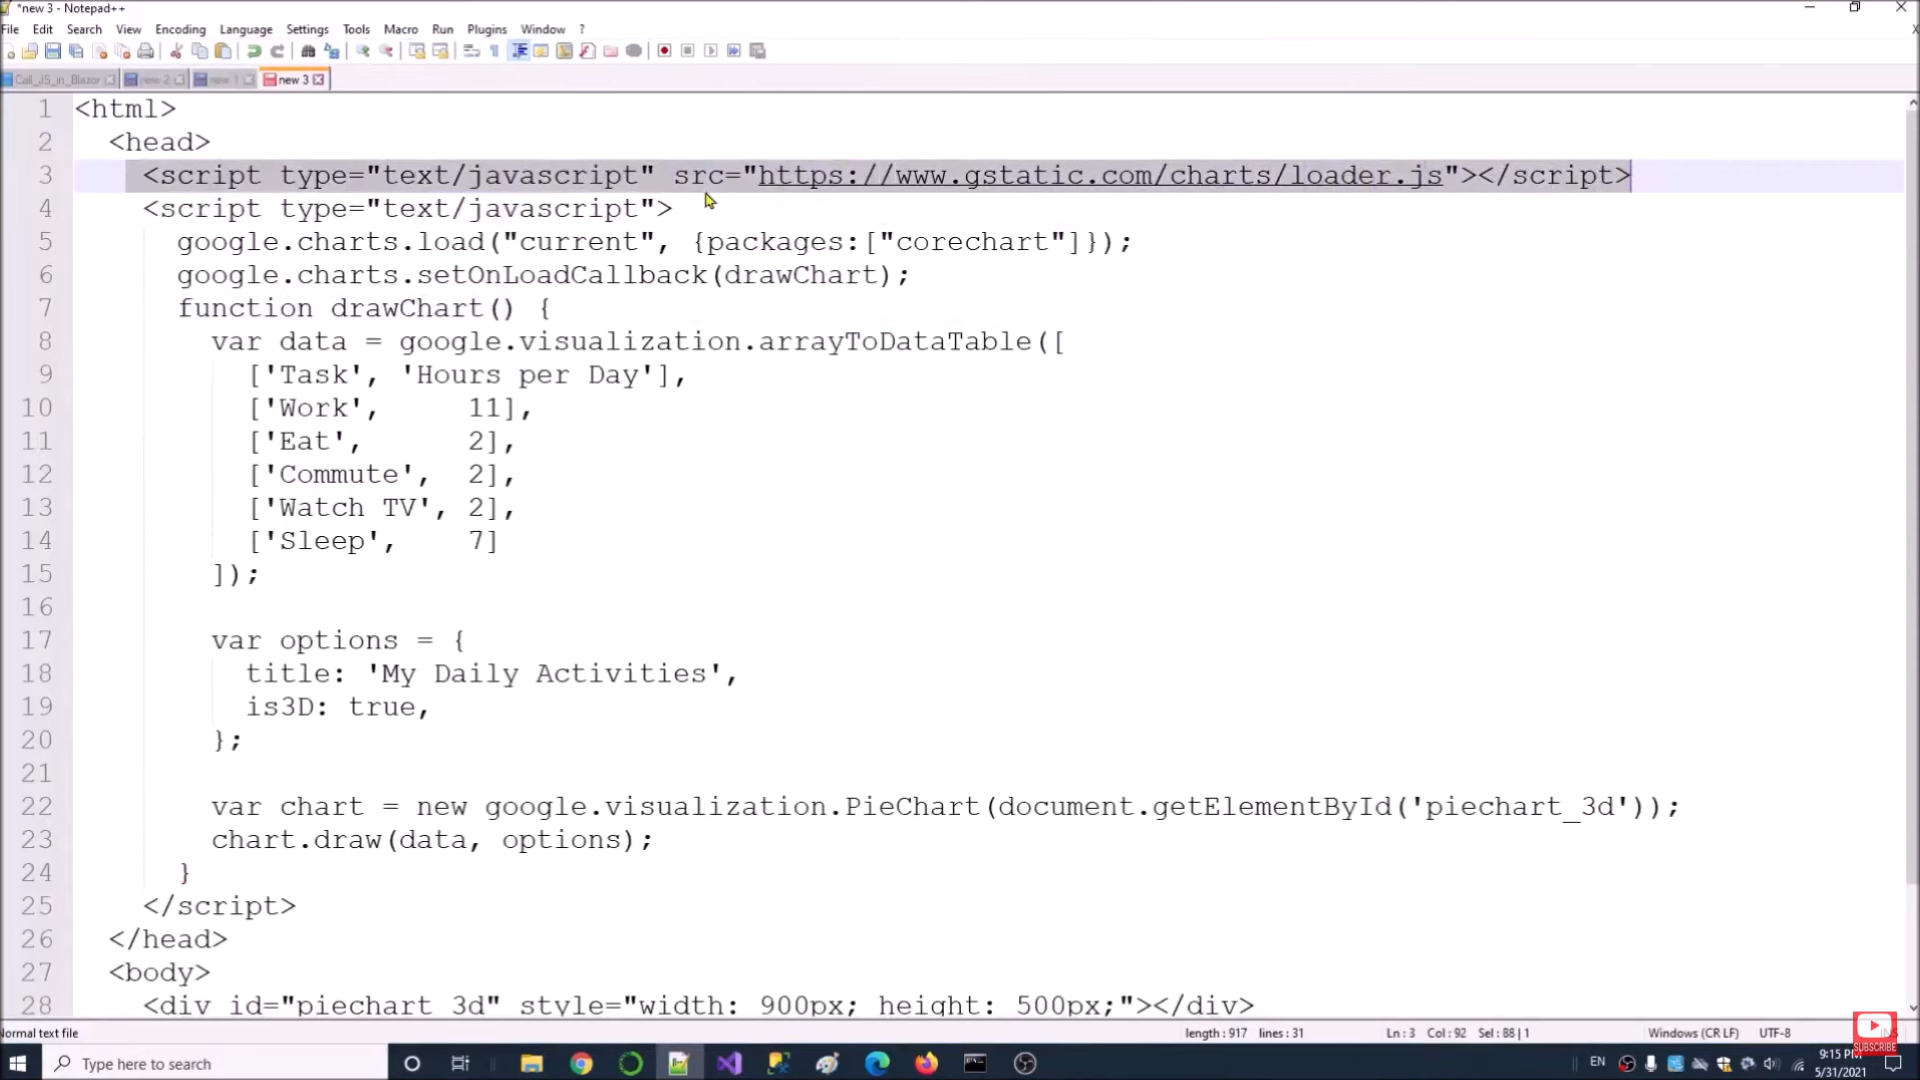 *new 3 - Notepad++
File Edit Search View Encoding Language Settings Tools Macro Run Plugins Window ?
Call_JS_in_Blazor new 2 new 1 new 3
1 <html>
2 <head>
3 <script type="text/javascript" src="https://www.gstatic.com/charts/loader.js"></script>
4 <script type="text/javascript">
5 google.charts.load("current", {packages:["corechart"]});
6 google.charts.setOnLoadCallback(drawChart);
7 function drawChart() {
8 var data = google.visualization.arrayToDataTable([
9 ['Task', 'Hours per Day'],
10 ['Work', 11],
11 ['Eat', 2],
12 ['Commute', 2],
13 ['Watch TV', 2],
14 ['Sleep', 7]
15 ]);
16
17 var options = {
18 title: 'My Daily Activities',
19 is3D: true,
20 };
21
22 var chart = new google.visualization.PieChart(document.getElementById('piechart_3d'));
23 chart.draw(data, options);
24 }
25 </script>
26 </head>
27 <body>
28 <div id="piechart_3d" style="width: 900px; height: 500px;"></div>
Normal text file length : 917 lines : 31 Ln : 3 Col : 92 Sel : 88 | 1 Windows (CR LF) UTF-8
SUBSCRIBE
Type here to search EN 9:15 PM
5/31/2021